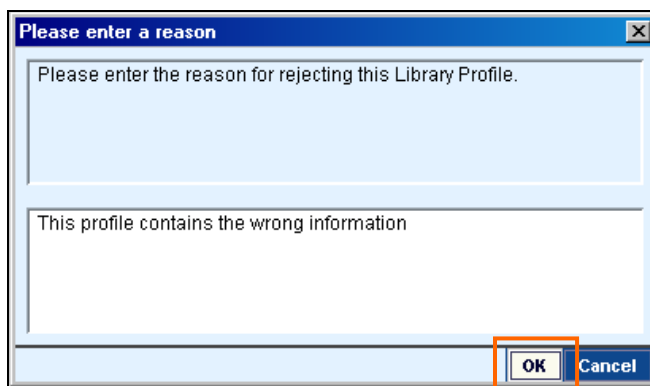 Please enter a reason
Please enter the reason for rejecting this Library Profile.
This profile contains the wrong information
OK Cancel